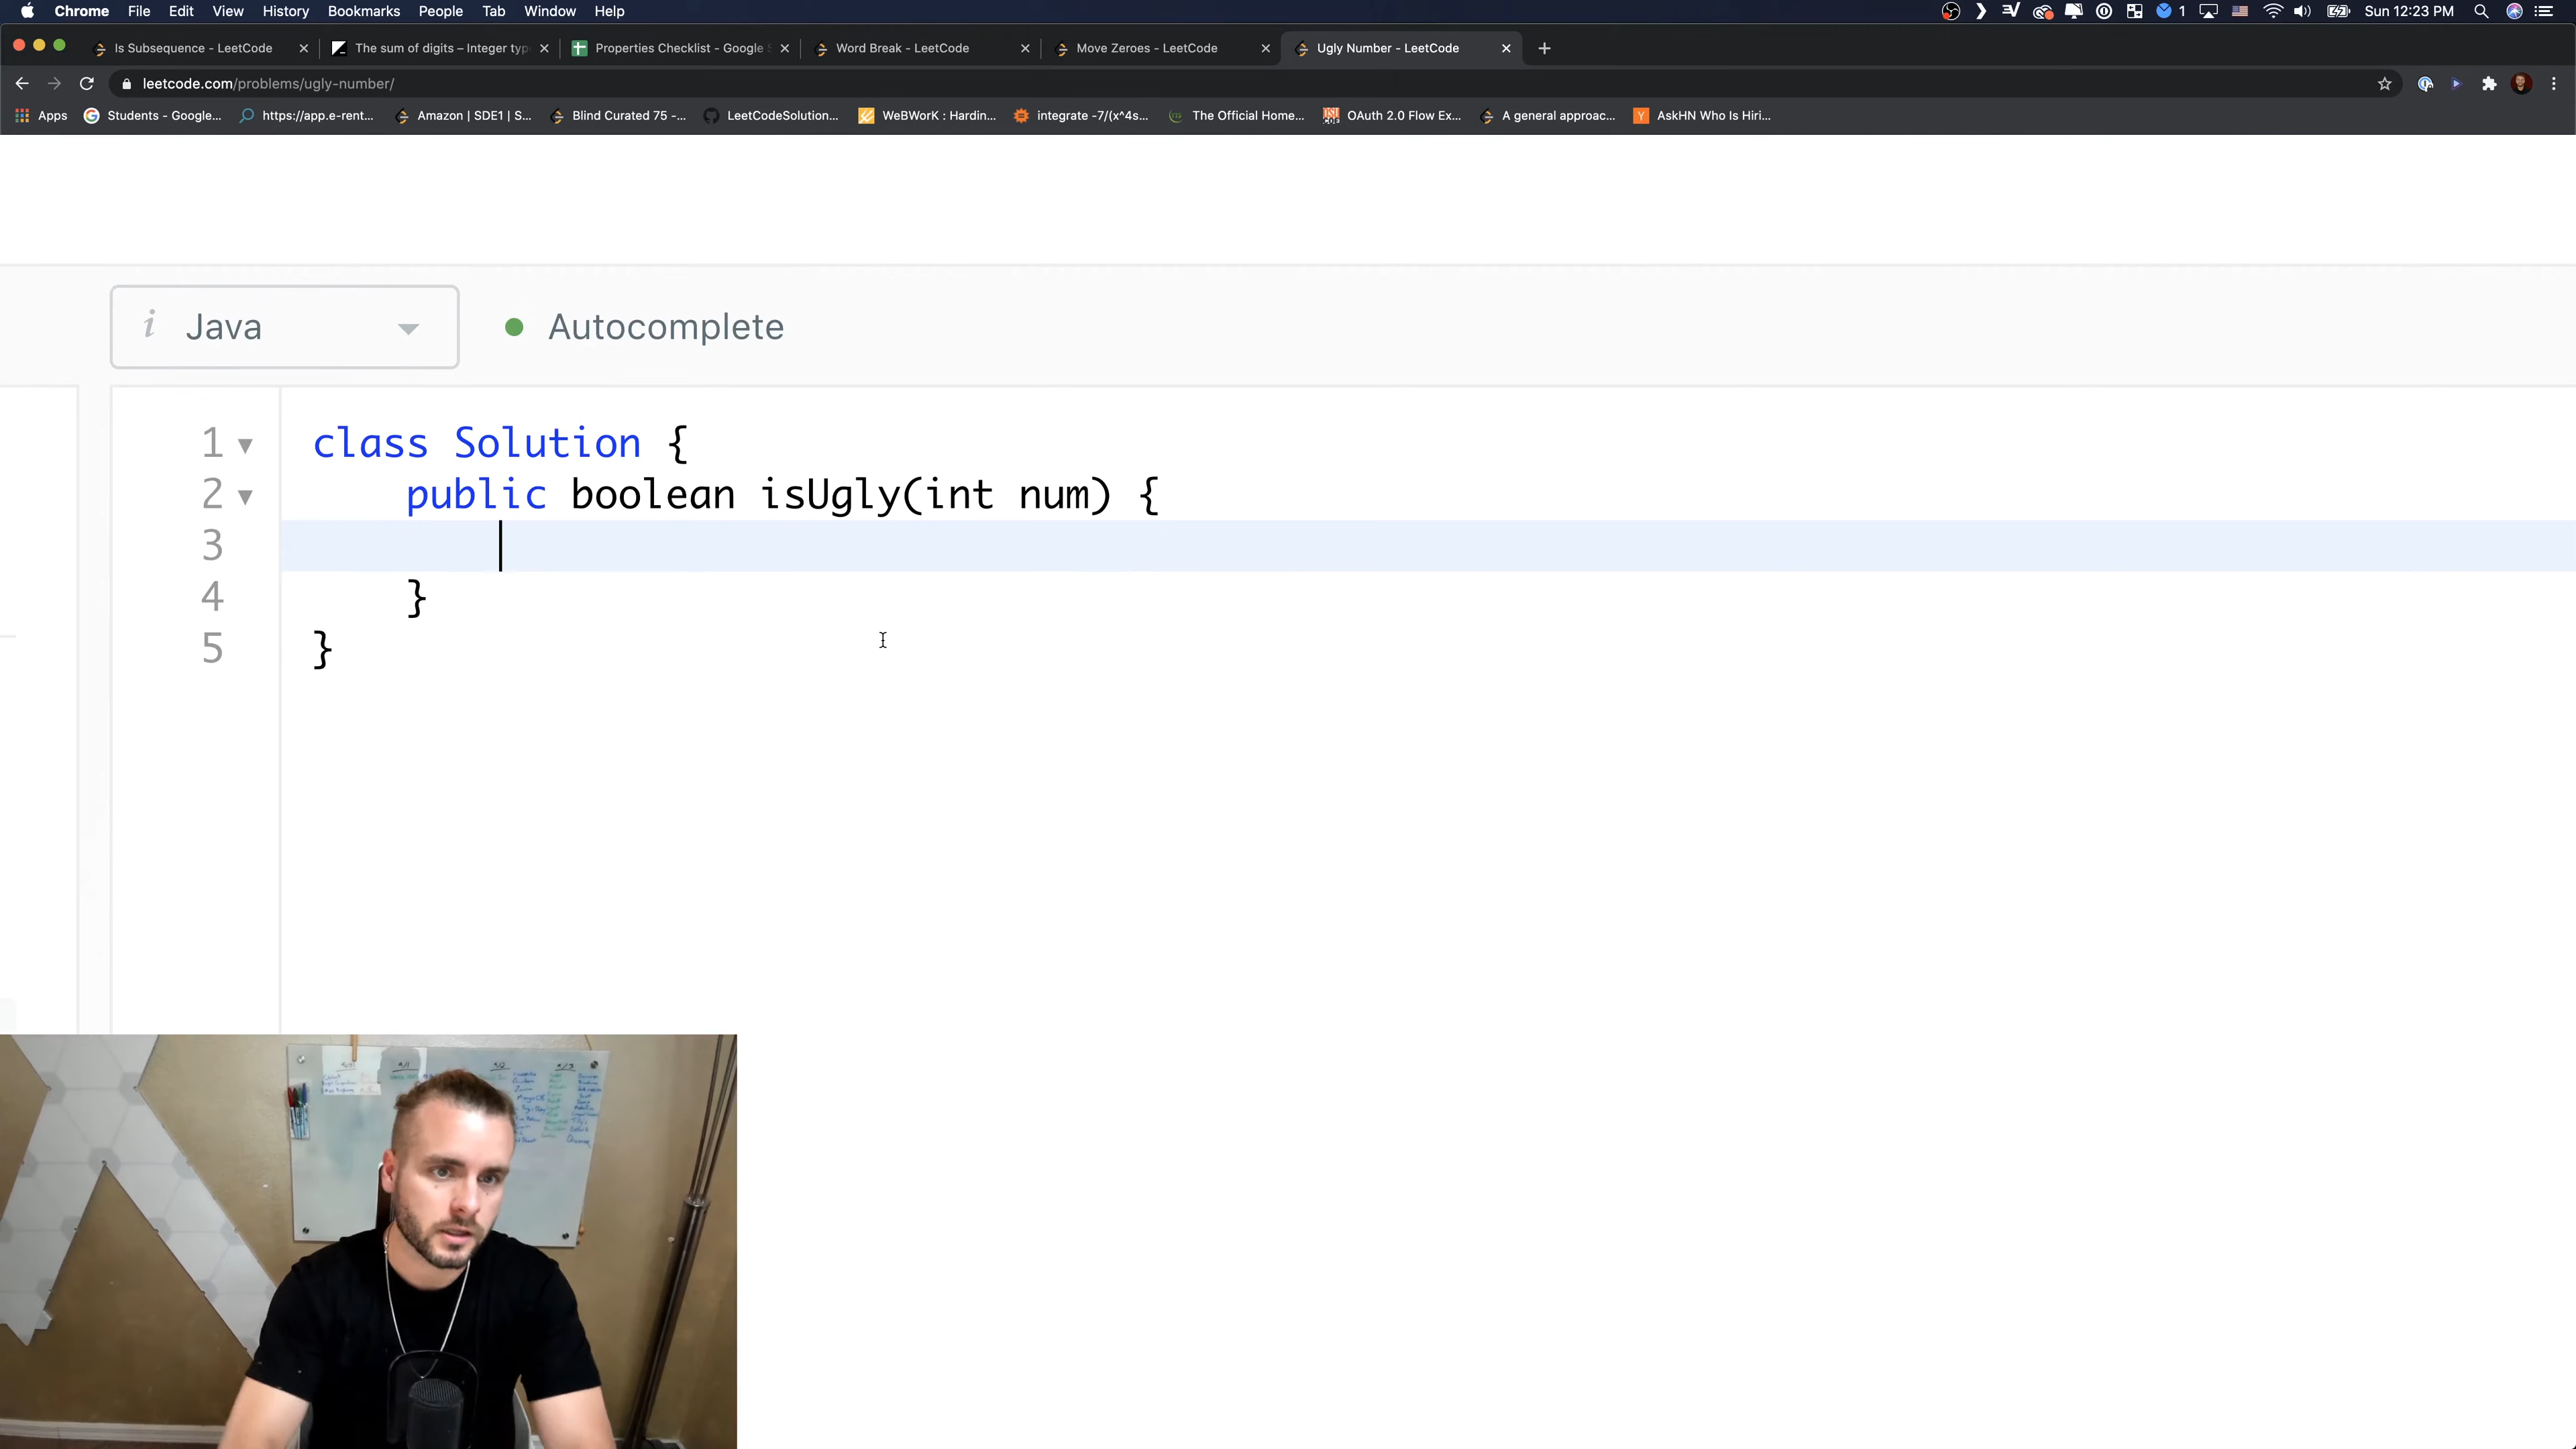 Chrome File Edit View History Bookmarks People Tab Window Help 1 Sun 12:23 PM
Is Subsequence - LeetCode The sum of digits – Integer typ Properties Checklist - Google S Word Break - LeetCode Move Zeroes - LeetCode Ugly Number - LeetCode
leetcode.com/problems/ugly-number/
Apps Students - Google... https://app.e-rent... Amazon | SDE1 | S... Blind Curated 75 -... LeetCodeSolution... WeBWorK : Hardin... integrate -7/(x^4s... The Official Home... OAuth 2.0 Flow Ex... A general approac... AskHN Who Is Hiri...
i Java Autocomplete
1 class Solution {
2 public boolean isUgly(int num) {
3
4 }
5 }